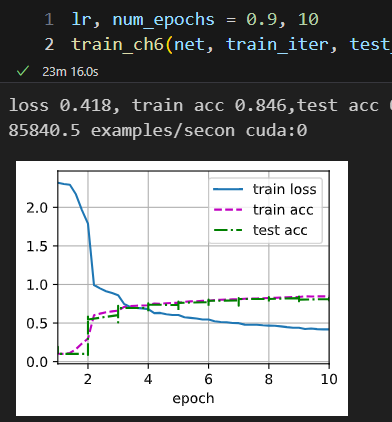 1 lr, num_epochs = 0.9, 10
2 train_ch6(net, train_iter, test_
23m 16.0s
loss 0.418, train acc 0.846,test acc
85840.5 examples/secon cuda:0
train loss
train acc
test acc
2.0
1.5
1.0
0.5
0.0
2 4 6 8 10
epoch